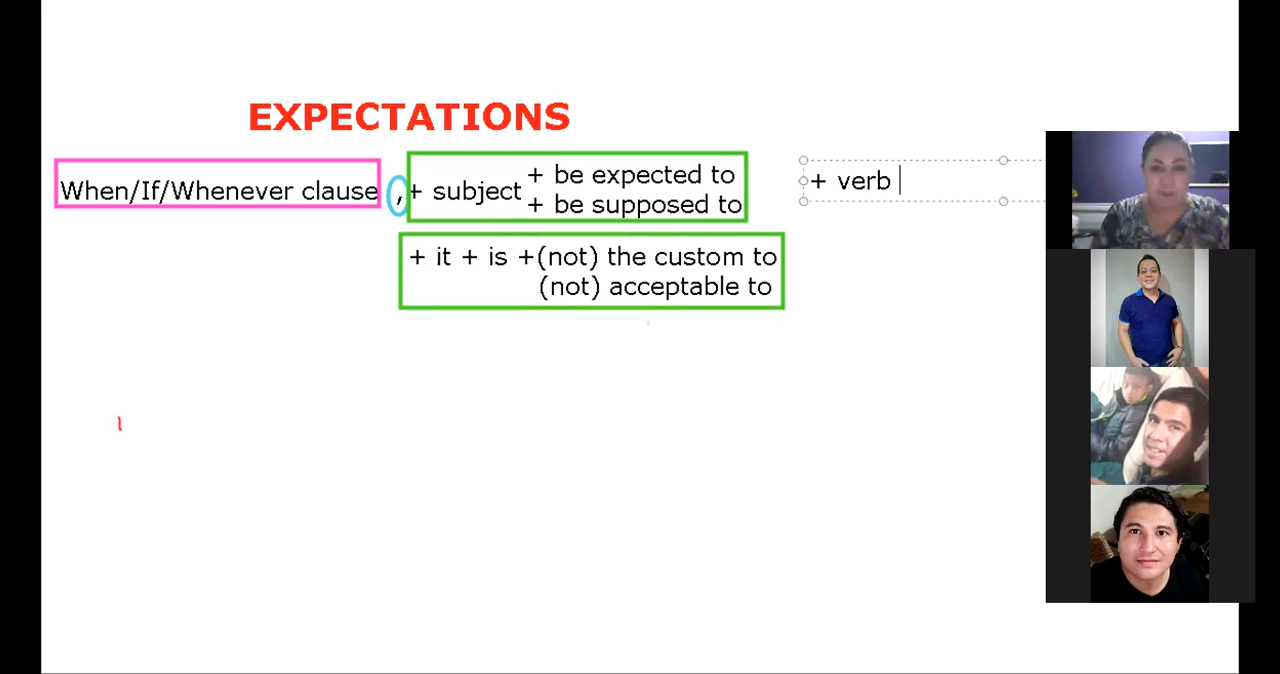 EXPECTATIONS
When/If/Whenever clause , + subject + be expected to
+ be supposed to
+ verb
+ it + is +(not) the custom to
(not) acceptable to